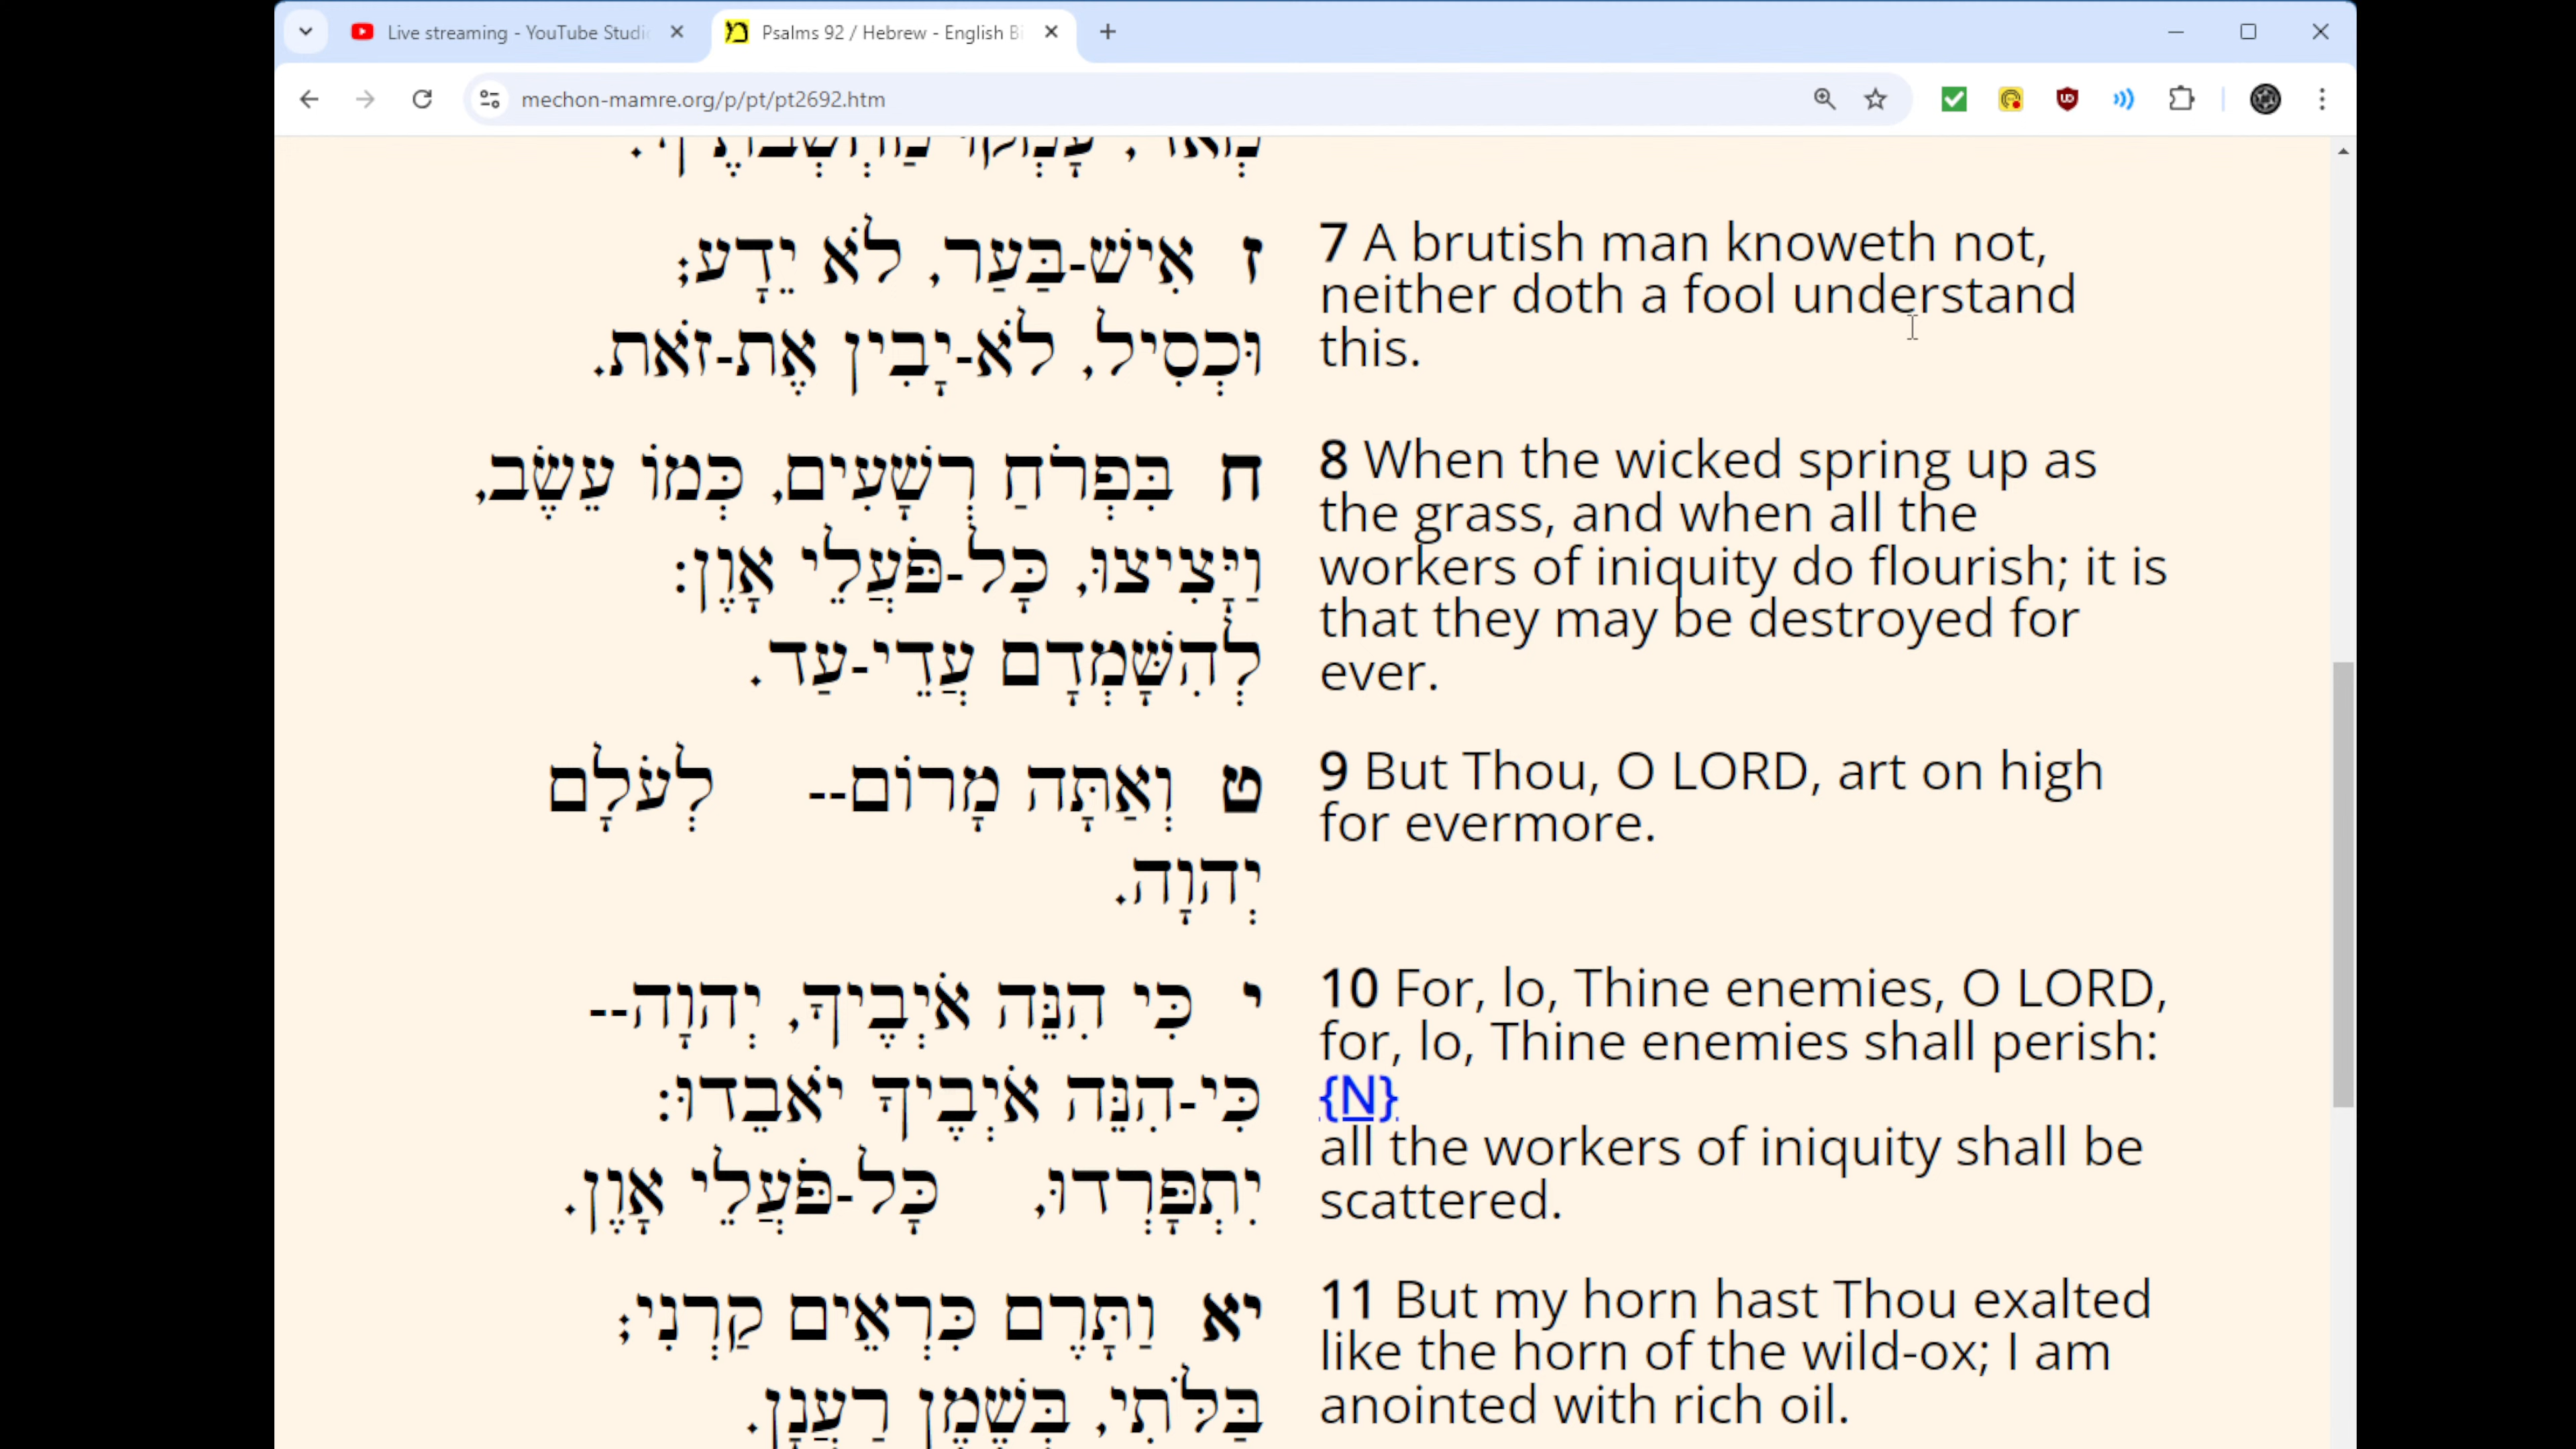 Live streaming - YouTube Studio
Psalms 92 / Hebrew - English Bi
mechon-mamre.org/p/pt/pt2692.htm
ז אִישׁ-בַּעַר, לֹא יֵדָע;
וּכְסִיל, לֹא-יָבִין אֶת-זֹאת.
7 A brutish man knoweth not,
neither doth a fool understand
this.
ח בִּפְרֹחַ רְשָׁעִים, כְּמוֹ עֵשֶׂב,
וַיָּצִיצוּ, כָּל-פֹּעֲלֵי אָוֶן:
לְהִשָּׁמְדָם עֲדֵי-עַד.
8 When the wicked spring up as
the grass, and when all the
workers of iniquity do flourish; it is
that they may be destroyed for
ever.
ט וְאַתָּה מָרוֹם-- לְעֹלָם
יְהוָה.
9 But Thou, O LORD, art on high
for evermore.
י כִּי הִנֵּה אֹיְבֶיךָ, יְהוָה--
כִּי-הִנֵּה אֹיְבֶיךָ יֹאבֵדוּ:
יִתְפָּרְדוּ, כָּל-פֹּעֲלֵי אָוֶן.
10 For, lo, Thine enemies, O LORD,
for, lo, Thine enemies shall perish:
{N}
all the workers of iniquity shall be
scattered.
יא וַתָּרֶם כִּרְאֵים קַרְנִי;
בַּלֹּתִי, בְּשֶׁמֶן רַעֲנָן.
11 But my horn hast Thou exalted
like the horn of the wild-ox; I am
anointed with rich oil.